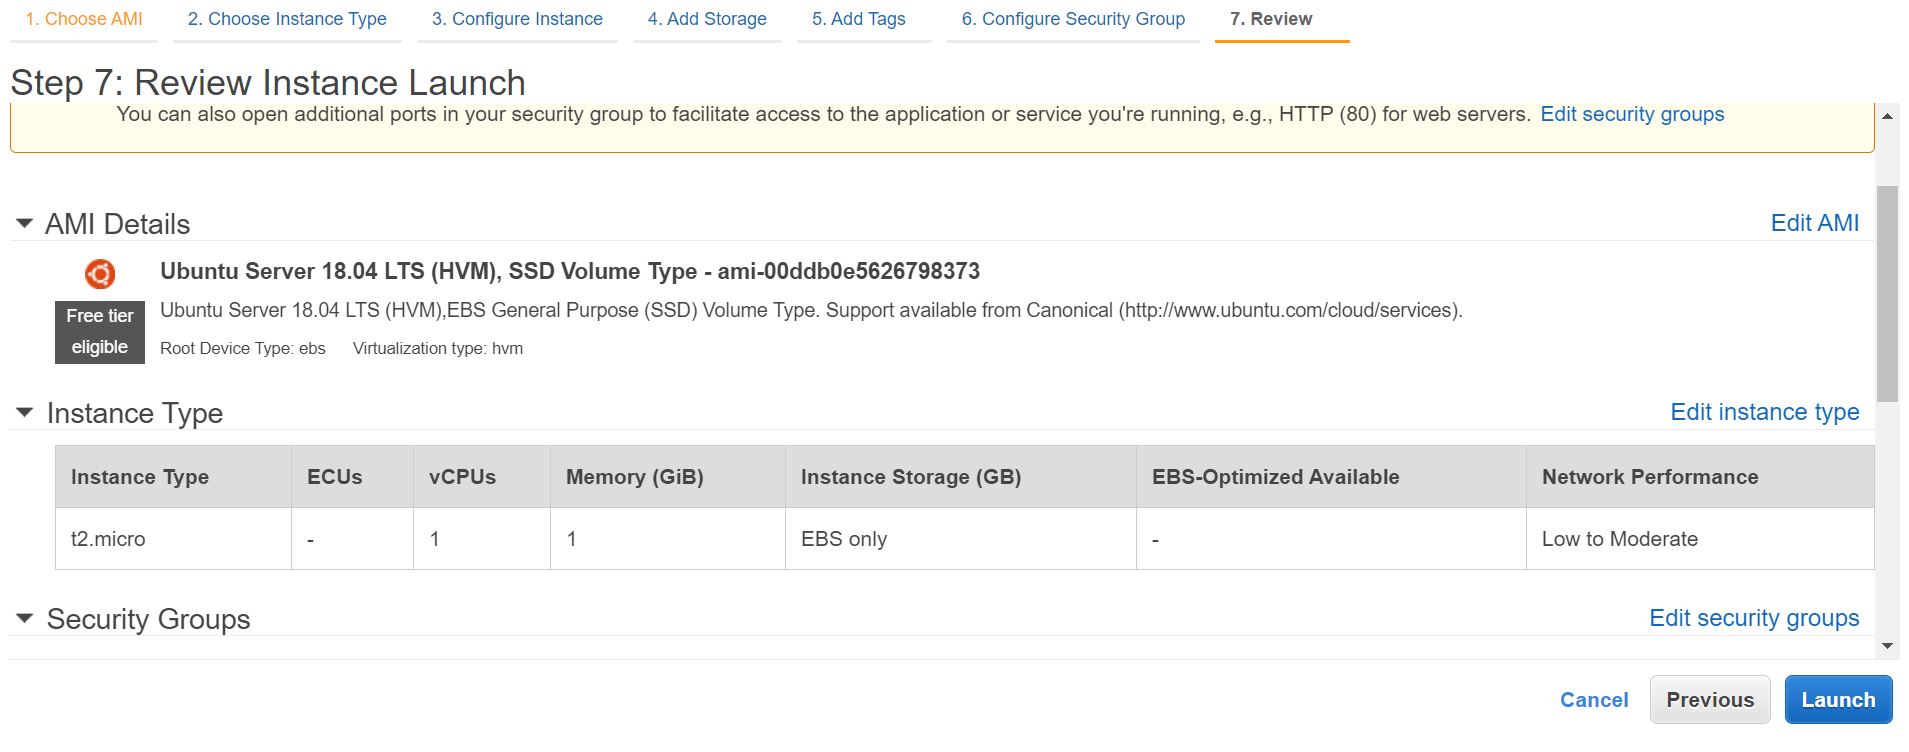 1. Choose AMI 2. Choose Instance Type 3. Configure Instance 4. Add Storage 5. Add Tags 6. Configure Security Group 7. Review
Step 7: Review Instance Launch
You can also open additional ports in your security group to facilitate access to the application or service you're running, e.g., HTTP (80) for web servers. Edit security groups
AMI Details Edit AMI
Ubuntu Server 18.04 LTS (HVM), SSD Volume Type - ami-00ddb0e5626798373
Free tier
eligible
Ubuntu Server 18.04 LTS (HVM),EBS General Purpose (SSD) Volume Type. Support available from Canonical (http://www.ubuntu.com/cloud/services).
Root Device Type: ebs Virtualization type: hvm
Instance Type Edit instance type
Instance Type ECUs vCPUs Memory (GiB) Instance Storage (GB) EBS-Optimized Available Network Performance
t2.micro - 1 1 EBS only - Low to Moderate
Security Groups Edit security groups
Cancel Previous Launch